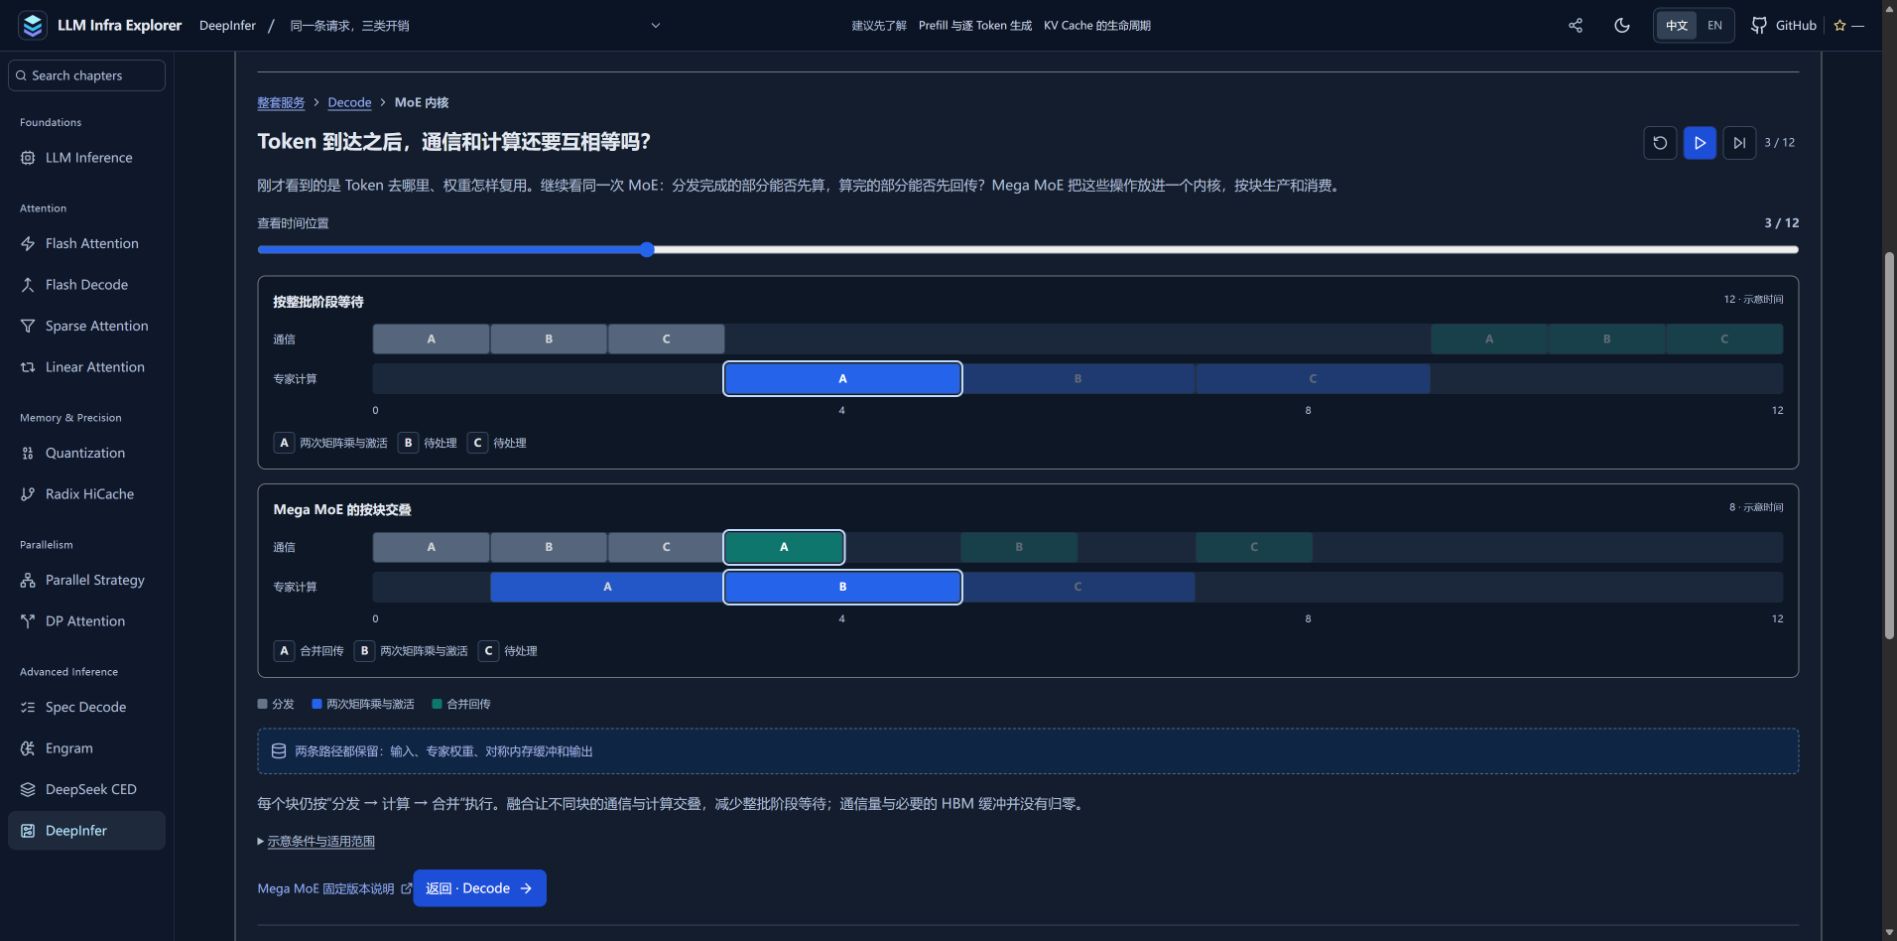 LLM Infra Explorer DeepInfer / 同一条请求，三类开销 建议先了解 Prefill 与逐 Token 生成 KV Cache 的生命周期 中文 EN GitHub
Search chapters
Foundations
LLM Inference
Attention
Flash Attention
Flash Decode
Sparse Attention
Linear Attention
Memory & Precision
Quantization
Radix HiCache
Parallelism
Parallel Strategy
DP Attention
Advanced Inference
Spec Decode
Engram
DeepSeek CED
DeepInfer
整套服务 > Decode > MoE 内核
Token 到达之后，通信和计算还要互相等吗？
3 / 12
刚才看到的是 Token 去哪里、权重怎样复用。继续看同一次 MoE：分发完成的部分能否先算，算完的部分能否先回传？Mega MoE 把这些操作放进一个内核，按块生产和消费。
查看时间位置 3 / 12
按整批阶段等待 12 · 示意时间
通信 A B C A B C
专家计算 A B C
0 4 8 12
A 两次矩阵乘与激活 B 待处理 C 待处理
Mega MoE 的按块交叠 8 · 示意时间
通信 A B C A B C
专家计算 A B C
0 4 8 12
A 合并回传 B 两次矩阵乘与激活 C 待处理
分发 两次矩阵乘与激活 合并回传
两条路径都保留：输入、专家权重、对称内存缓冲和输出
每个块仍按“分发 → 计算 → 合并”执行。融合让不同块的通信与计算交叠，减少整批阶段等待；通信量与必要的 HBM 缓冲并没有归零。
示意条件与适用范围
Mega MoE 固定版本说明 返回 · Decode →